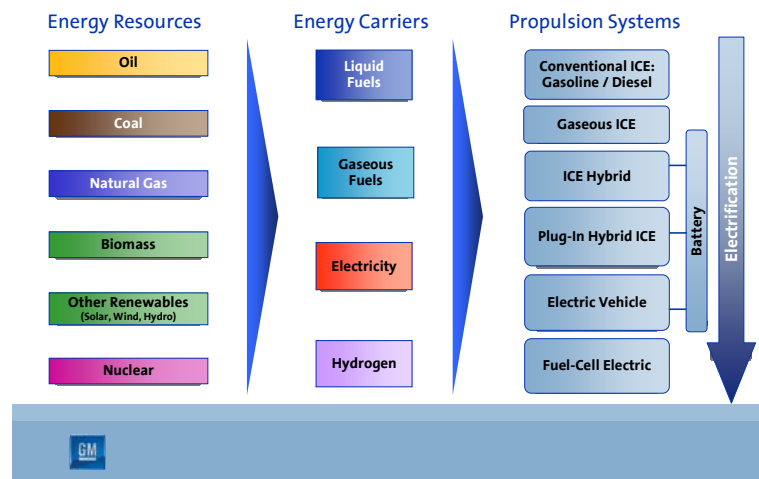 Energy Resources
Energy Carriers
Propulsion Systems
Oil
Coal
Natural Gas
Biomass
Other Renewables
(Solar, Wind, Hydro)
Nuclear
Liquid
Fuels
Gaseous
Fuels
Electricity
Hydrogen
Conventional ICE:
Gasoline / Diesel
Gaseous ICE
ICE Hybrid
Plug-In Hybrid ICE
Electric Vehicle
Fuel-Cell Electric
Battery
Electrification
GM